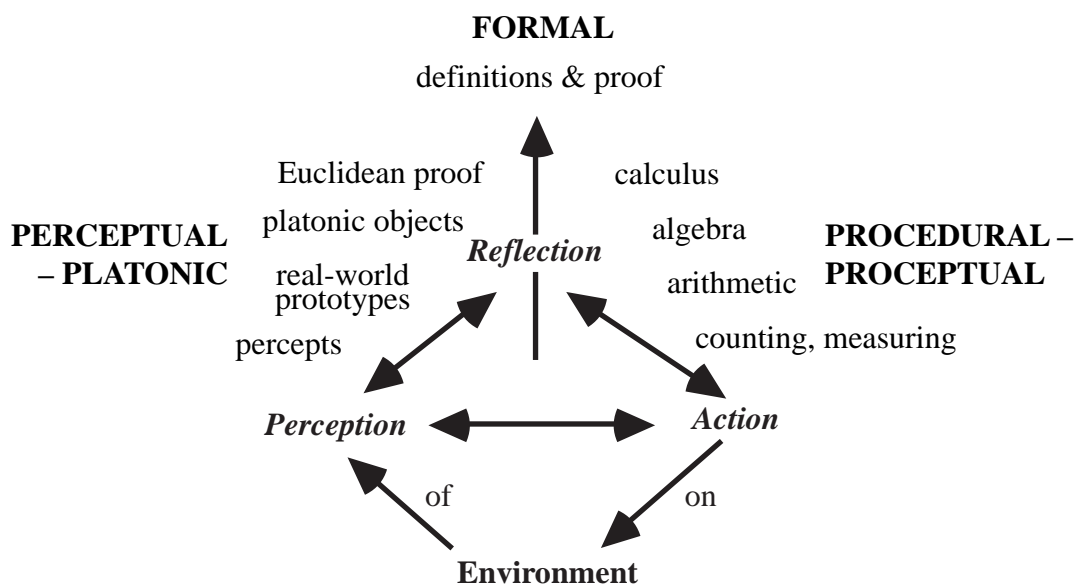 FORMAL
definitions & proof
Euclidean proof
calculus
platonic objects
algebra
PERCEPTUAL
– PLATONIC
Reflection
PROCEDURAL –
PROCEPTUAL
real-world
prototypes
arithmetic
percepts
counting, measuring
Perception
Action
of
on
Environment